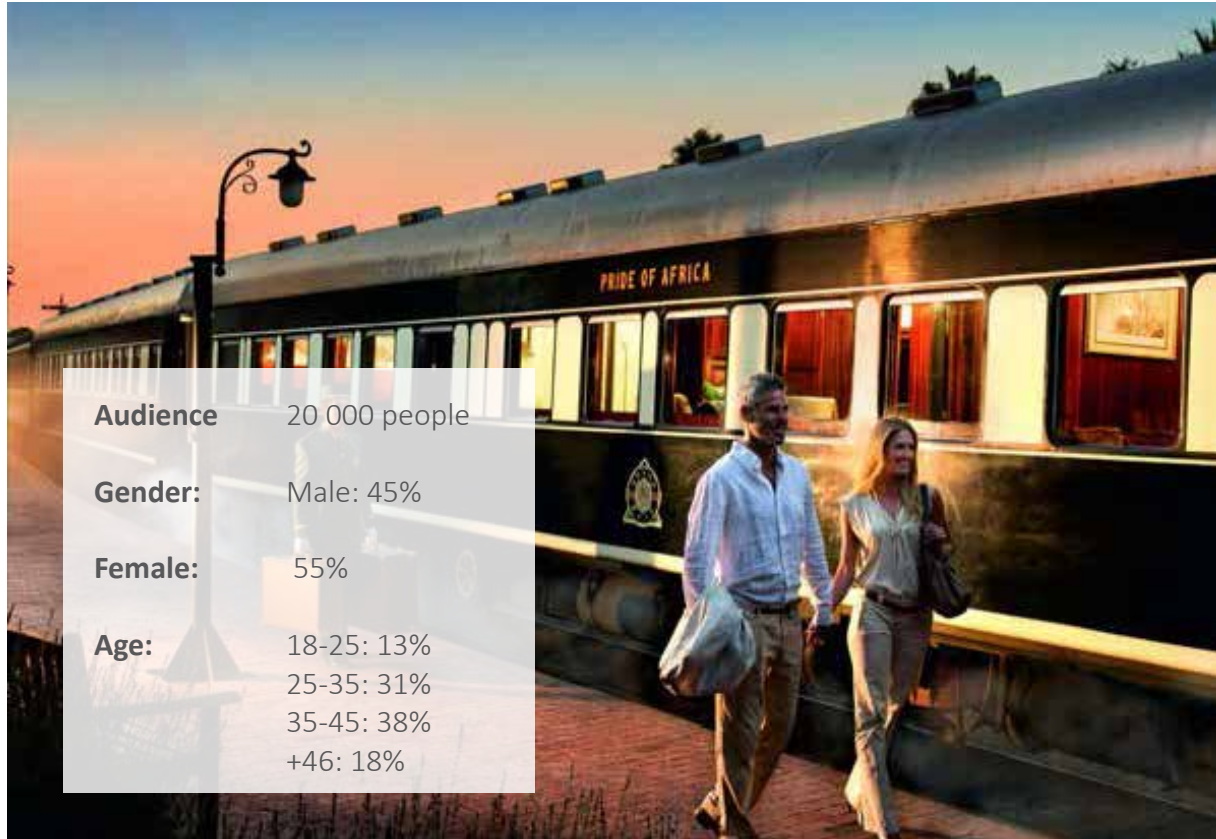 PRIDE OF AFRICA
Audience 20 000 people
Gender: Male: 45%
Female: 55%
Age: 18-25: 13%
25-35: 31%
35-45: 38%
+46: 18%